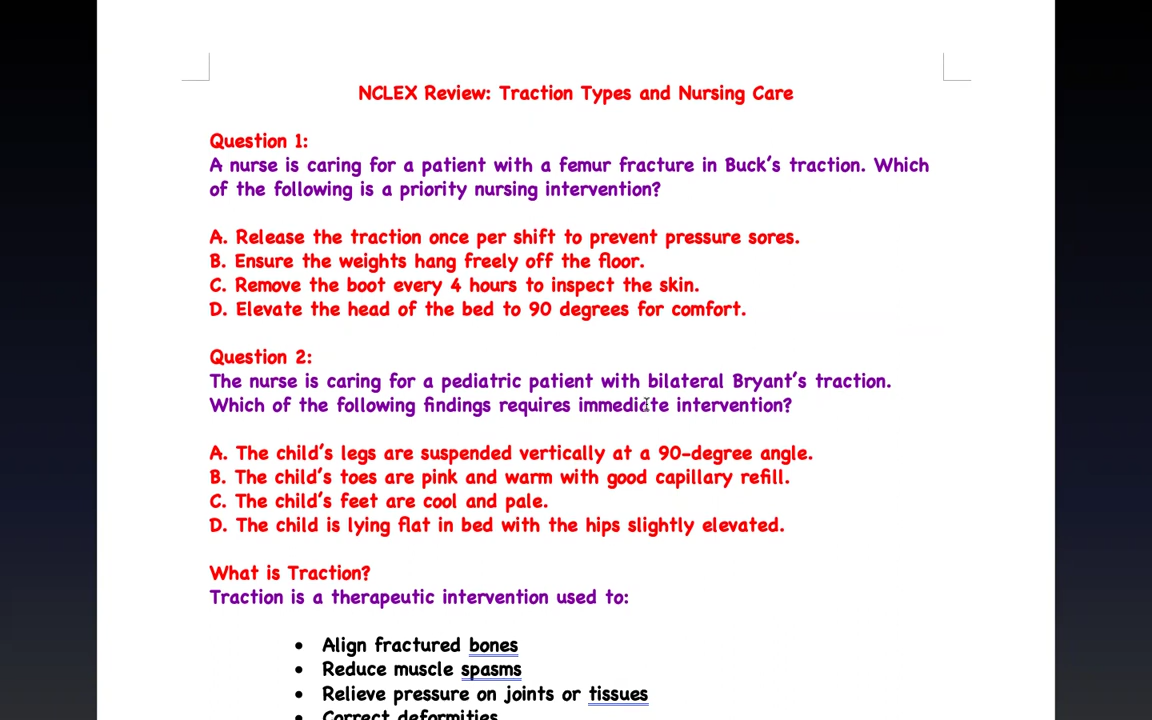 NCLEX Review: Traction Types and Nursing Care
Question 1:
A nurse is caring for a patient with a femur fracture in Buck's traction. Which
of the following is a priority nursing intervention?
A. Release the traction once per shift to prevent pressure sores.
B. Ensure the weights hang freely off the floor.
C. Remove the boot every 4 hours to inspect the skin.
D. Elevate the head of the bed to 90 degrees for comfort.
Question 2:
The nurse is caring for a pediatric patient with bilateral Bryant's traction.
Which of the following findings requires immediate intervention?
A. The child's legs are suspended vertically at a 90-degree angle.
B. The child's toes are pink and warm with good capillary refill.
C. The child's feet are cool and pale.
D. The child is lying flat in bed with the hips slightly elevated.
What is Traction?
Traction is a therapeutic intervention used to:
• Align fractured bones
• Reduce muscle spasms
• Relieve pressure on joints or tissues
• Correct deformities